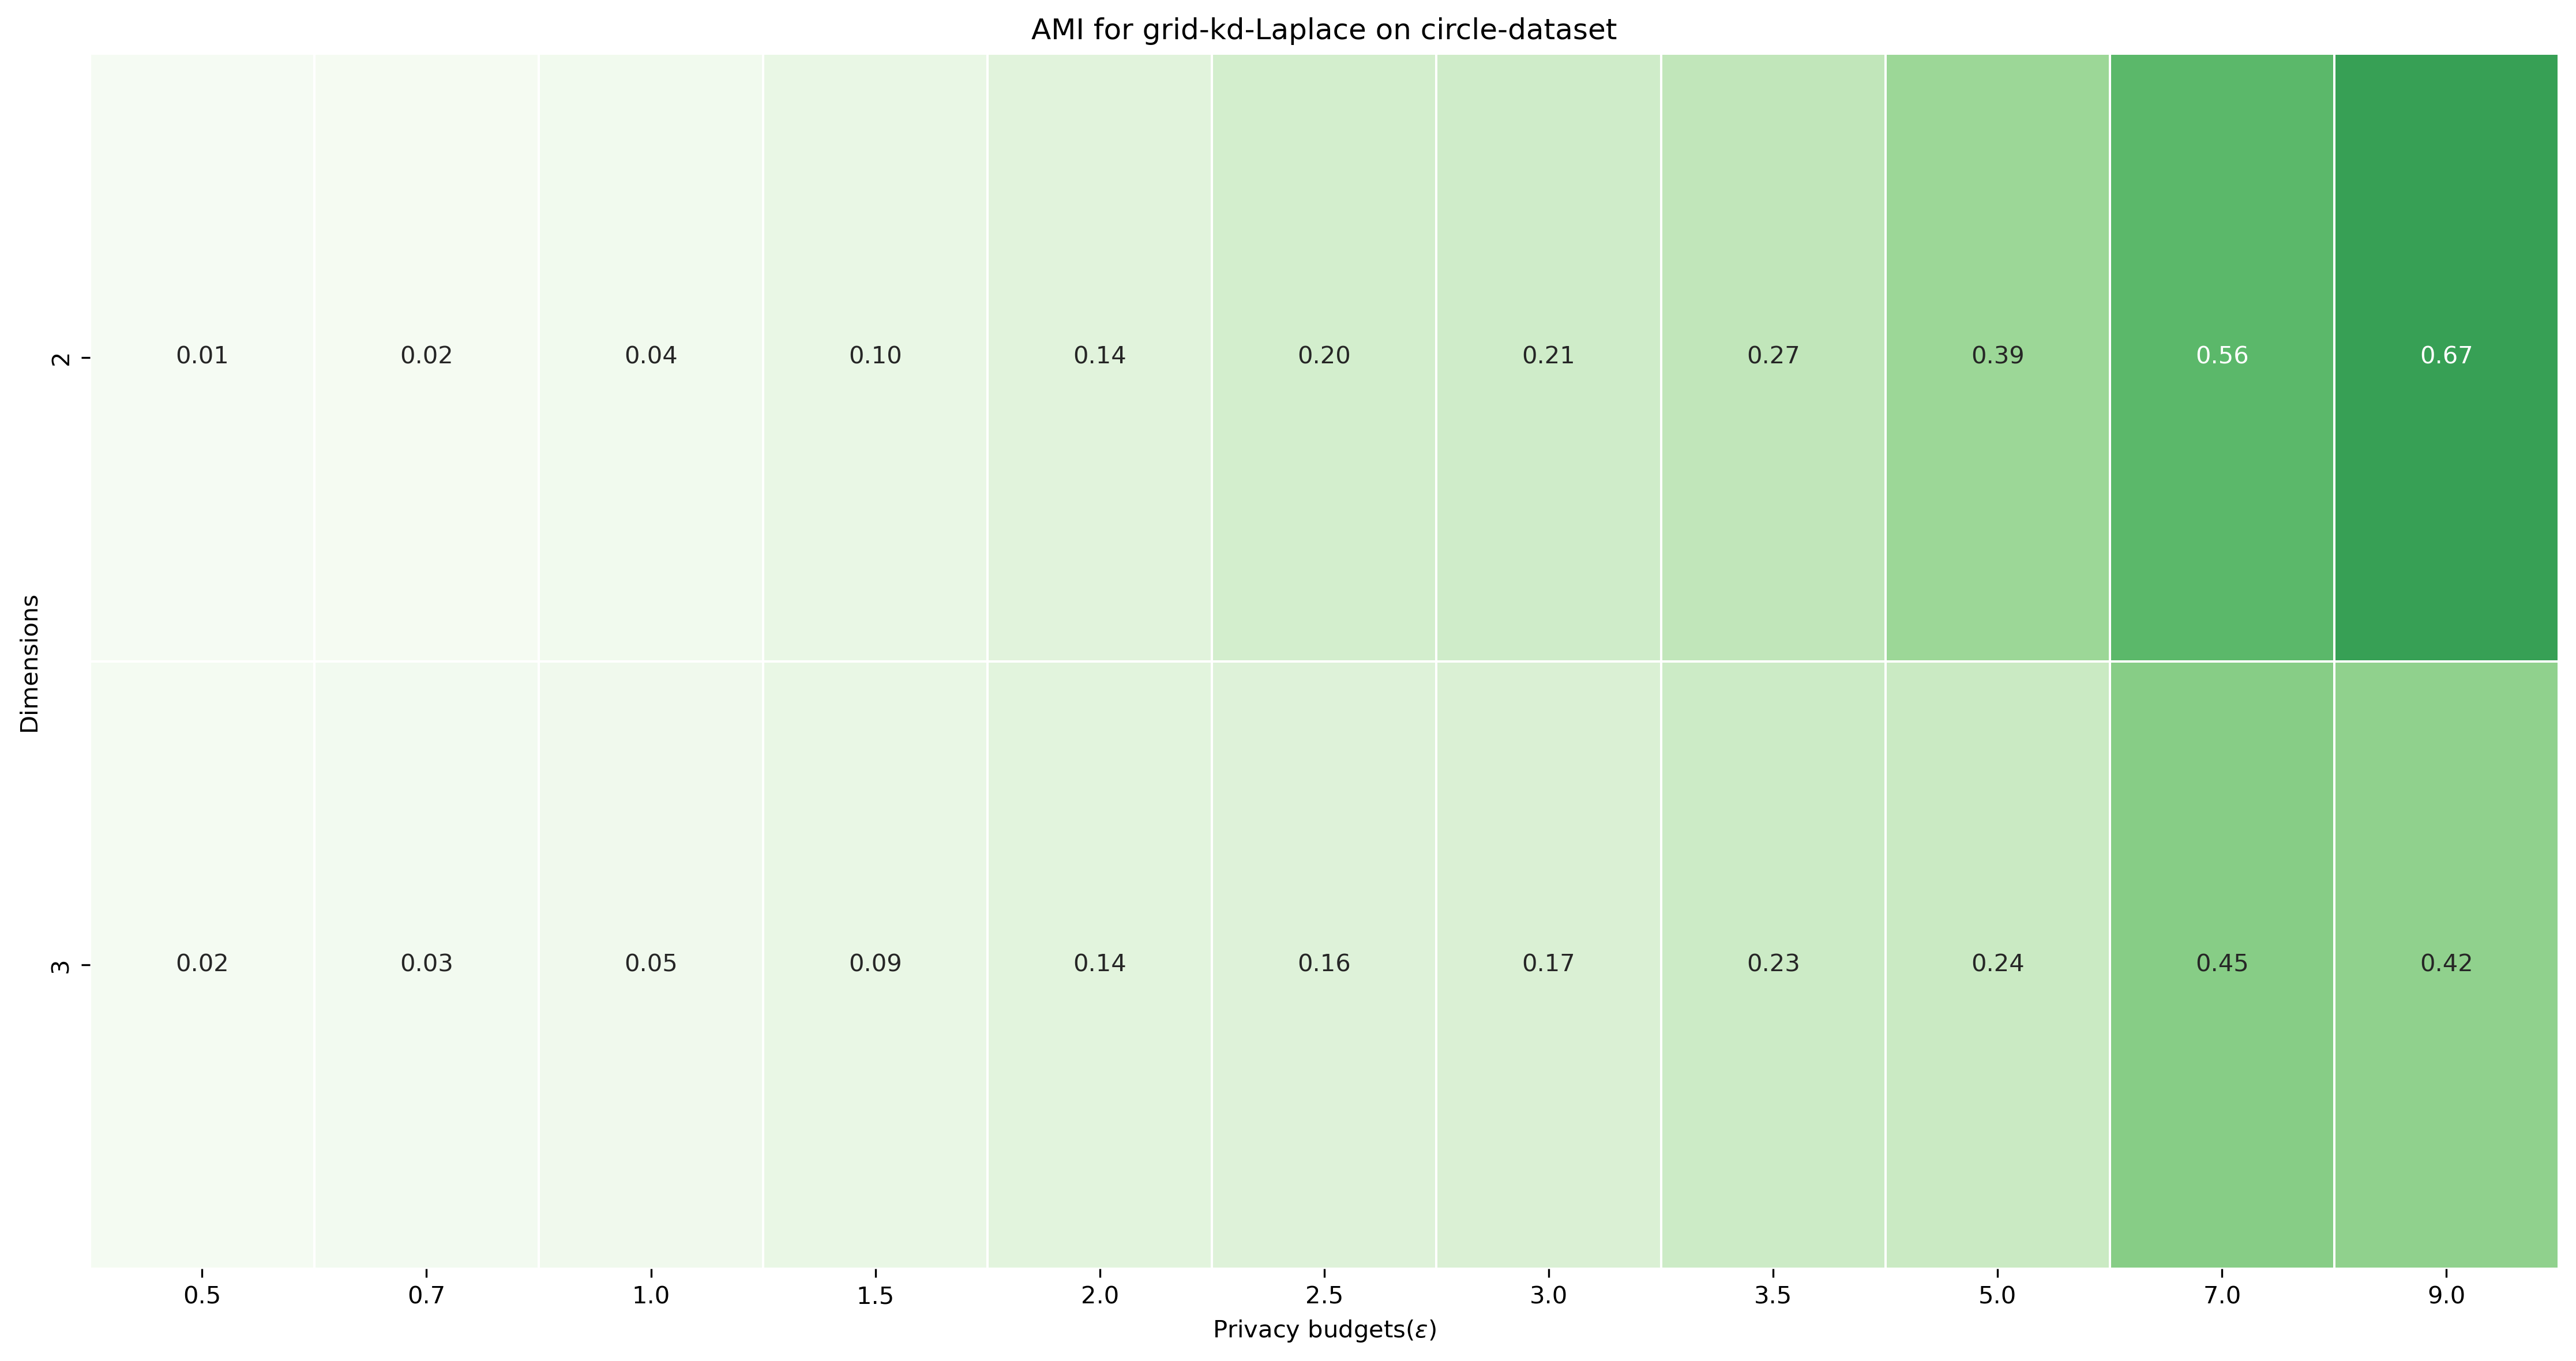 AMI for grid-kd-Laplace on circle-dataset
Dimensions
2
0.01 0.02 0.04 0.10 0.14 0.20 0.21 0.27 0.39 0.56 0.67
3
0.02 0.03 0.05 0.09 0.14 0.16 0.17 0.23 0.24 0.45 0.42
0.5 0.7 1.0 1.5 2.0 2.5 3.0 3.5 5.0 7.0 9.0
Privacy budgets(ε)